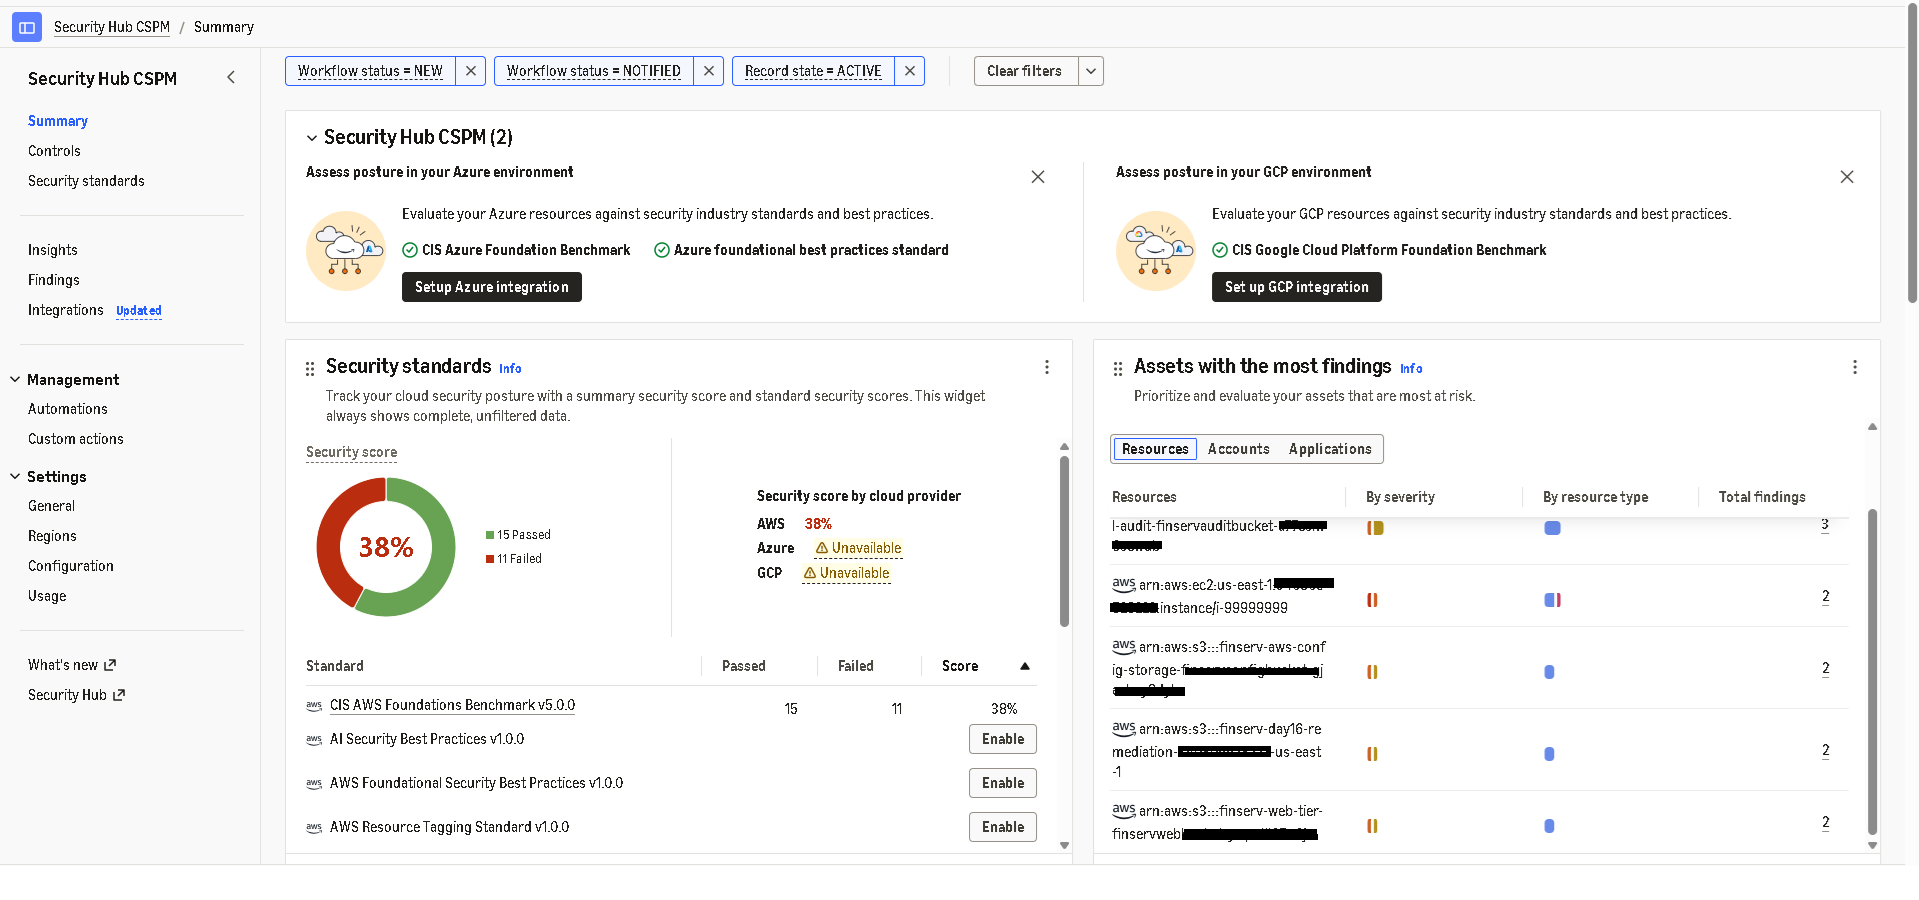 Security Hub CSPM / Summary
Security Hub CSPM
Summary
Controls
Security standards
Insights
Findings
Integrations Updated
Management
Automations
Custom actions
Settings
General
Regions
Configuration
Usage
What's new
Security Hub
Workflow status = NEW
Workflow status = NOTIFIED
Record state = ACTIVE
Clear filters
Security Hub CSPM (2)
Assess posture in your Azure environment
Evaluate your Azure resources against security industry standards and best practices.
CIS Azure Foundation Benchmark
Azure foundational best practices standard
Setup Azure integration
Assess posture in your GCP environment
Evaluate your GCP resources against security industry standards and best practices.
CIS Google Cloud Platform Foundation Benchmark
Set up GCP integration
Security standards Info
Track your cloud security posture with a summary security score and standard security scores. This widget
always shows complete, unfiltered data.
Security score
38%
15 Passed
11 Failed
Security score by cloud provider
AWS 38%
Azure Unavailable
GCP Unavailable
Standard Passed Failed Score
aws CIS AWS Foundations Benchmark v5.0.0 15 11 38%
aws AI Security Best Practices v1.0.0 Enable
aws AWS Foundational Security Best Practices v1.0.0 Enable
aws AWS Resource Tagging Standard v1.0.0 Enable
Assets with the most findings Info
Prioritize and evaluate your assets that are most at risk.
Resources Accounts Applications
Resources By severity By resource type Total findings
l-audit-finservauditbucket- 3
aws arn:aws:ec2:us-east-1:
:instance/i-99999999 2
aws arn:aws:s3:::finserv-aws-conf
ig-storage- 2
aws arn:aws:s3:::finserv-day16-re
mediation- -us-east
-1 2
aws arn:aws:s3:::finserv-web-tier-
finservweb 2